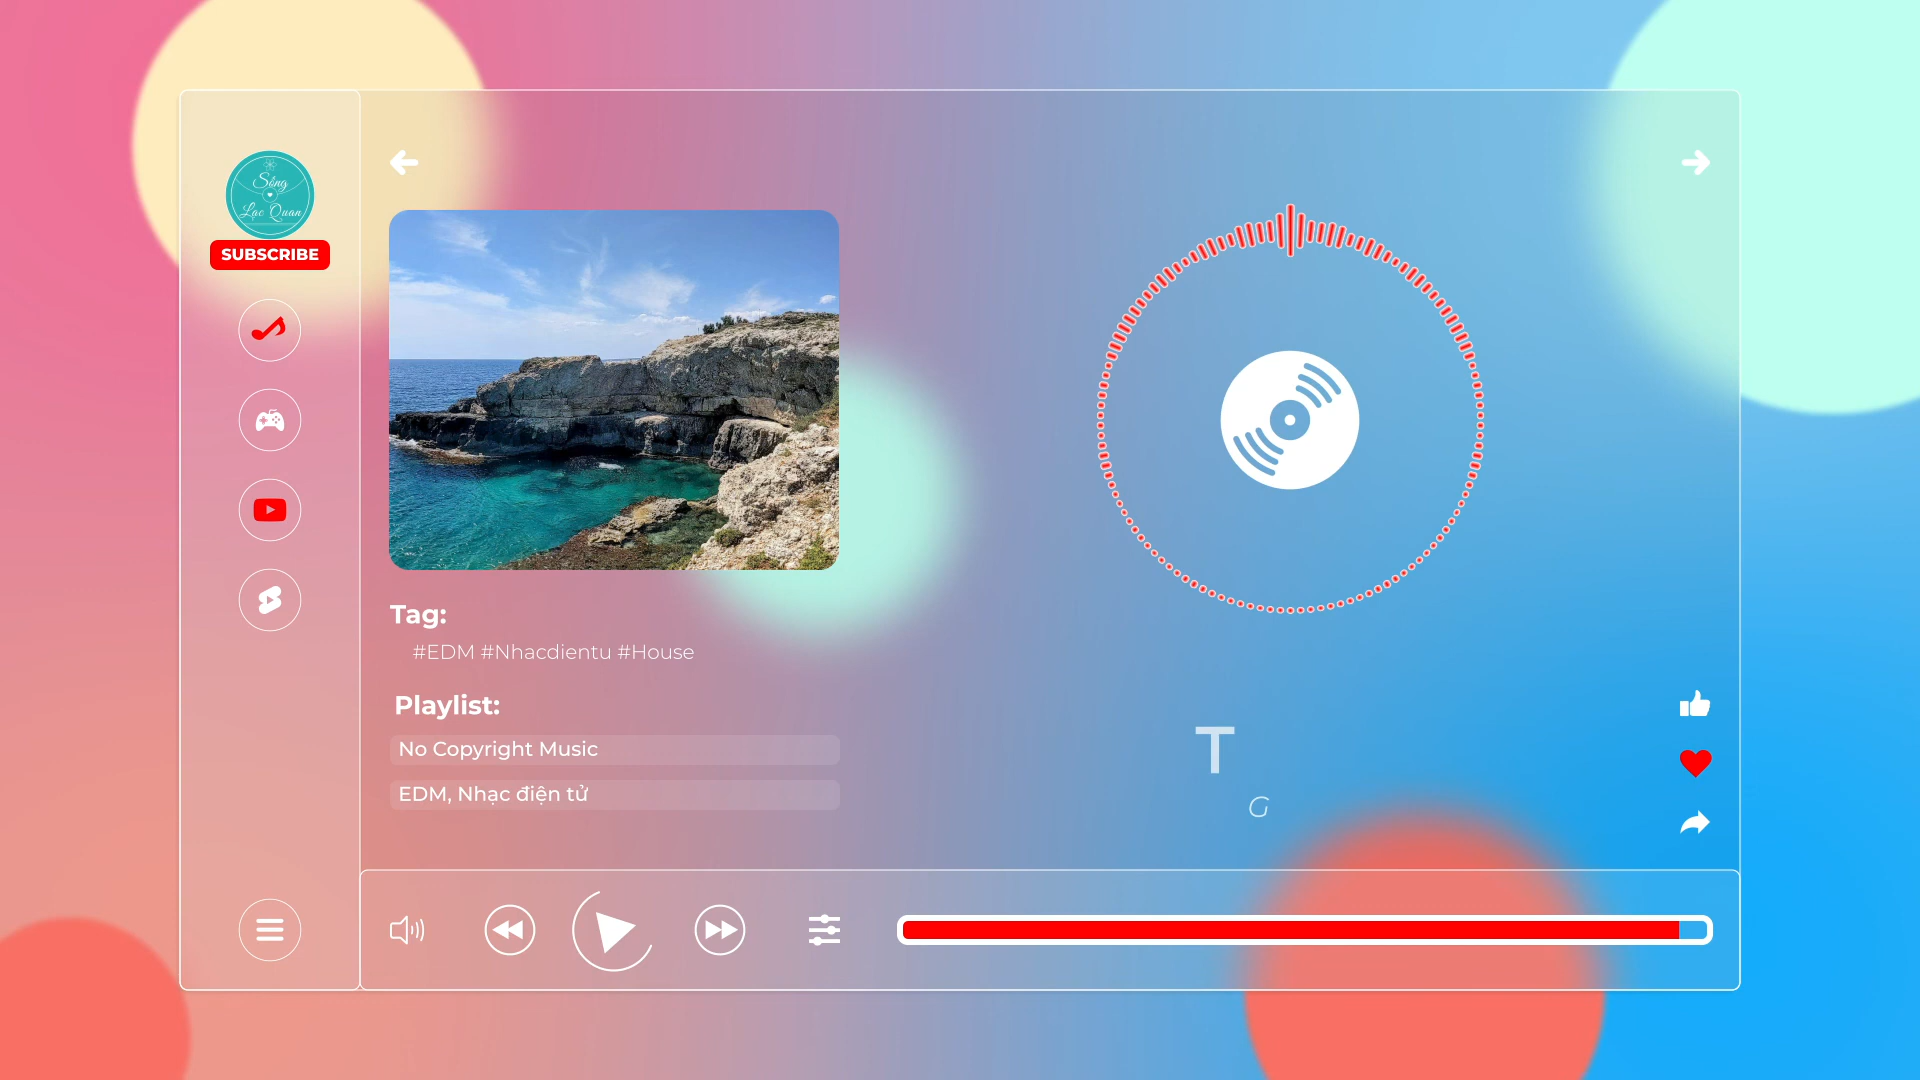 Sống
Lạc Quan
SUBSCRIBE
Tag:
#EDM #Nhacdientu #House
Playlist:
No Copyright Music
EDM, Nhạc điện tử
T
G